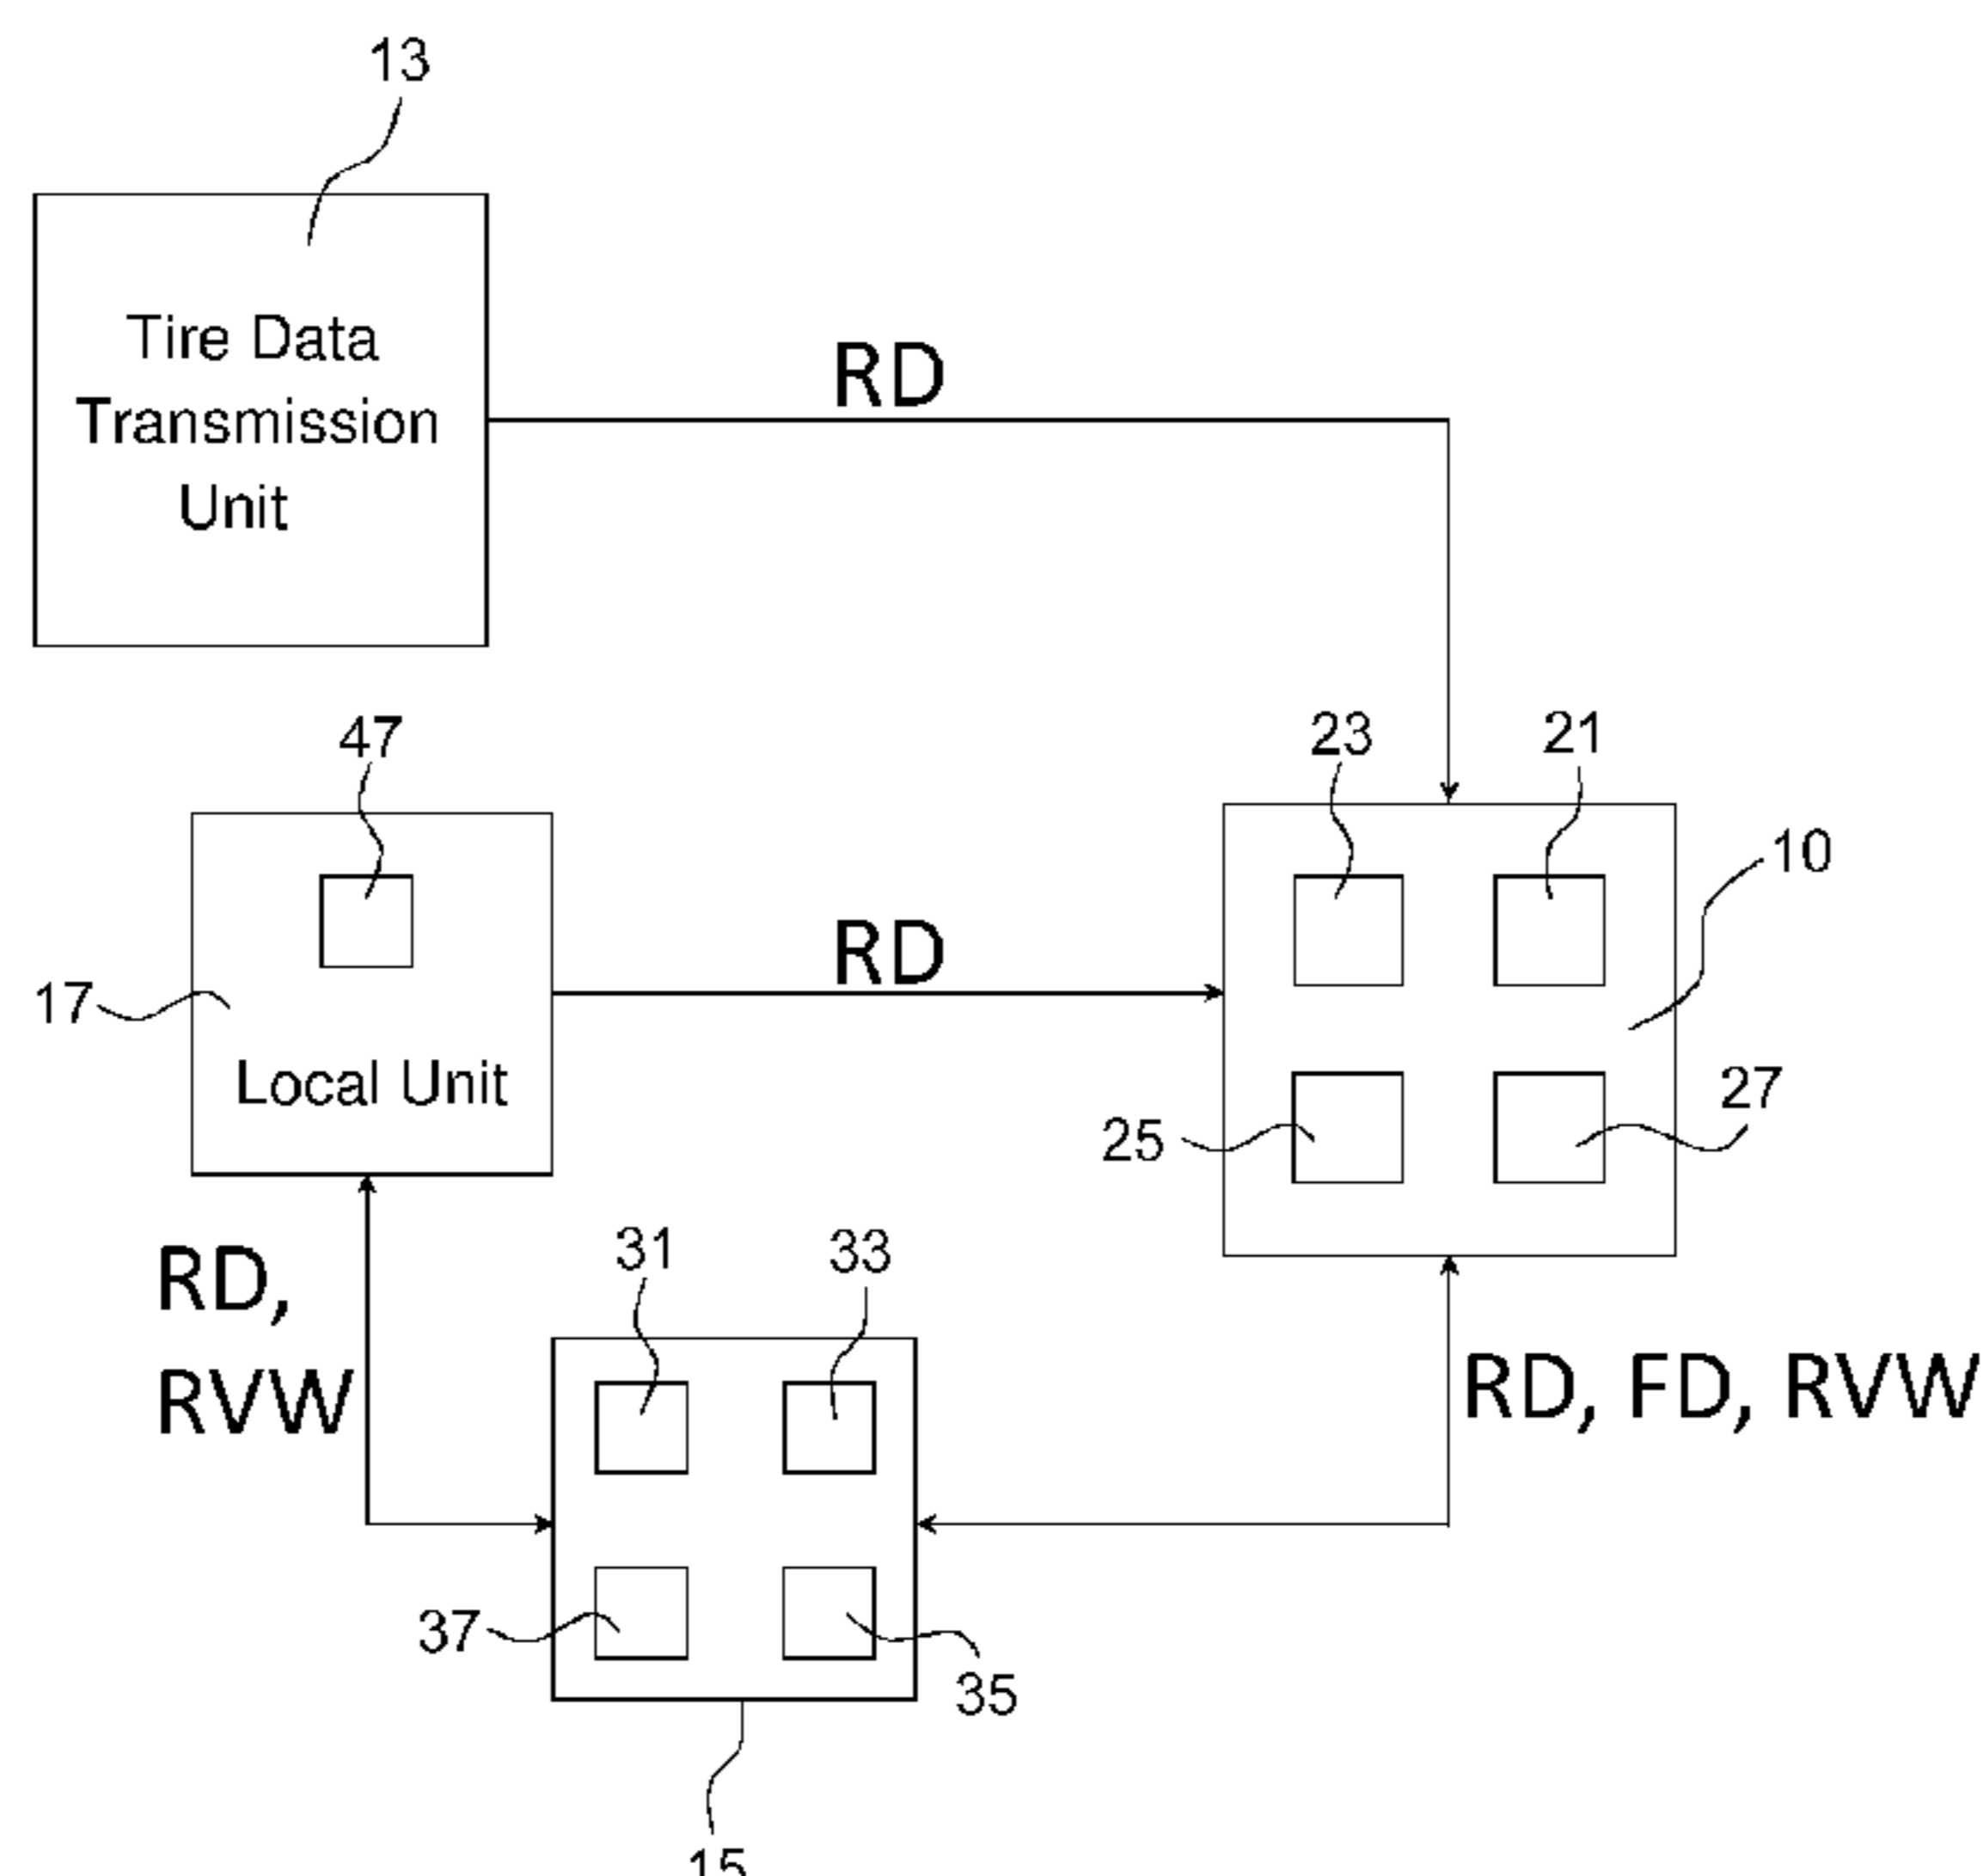 13
Tire Data
Transmission
Unit
RD
47
23
21
10
17
RD
Local Unit
25
27
RD,
RVW
31
33
RD, FD, RVW
37
35
15